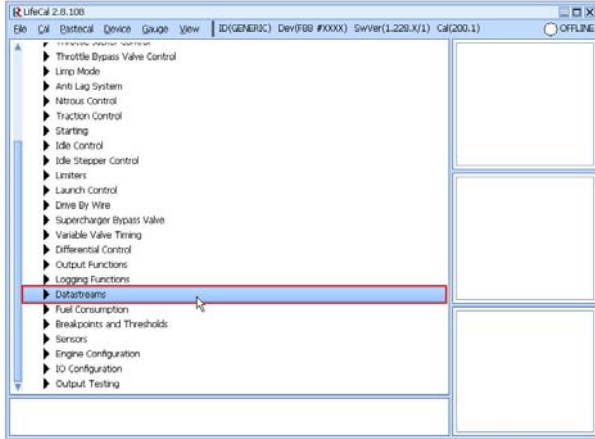 LifeCal 2.8.108
File Cal Pastecal Device Gauge View ID(GENERIC) Dev(F88 #XXXX) SwVer(1.228.X/1) Cal(200.1) OFFLINE
Throttle Bypass Valve Control
Limp Mode
Anti Lag System
Nitrous Control
Traction Control
Starting
Idle Control
Idle Stepper Control
Limiters
Launch Control
Drive By Wire
Supercharger Bypass Valve
Variable Valve Timing
Differential Control
Output Functions
Logging Functions
Datastreams
Fuel Consumption
Breakpoints and Thresholds
Sensors
Engine Configuration
IO Configuration
Output Testing